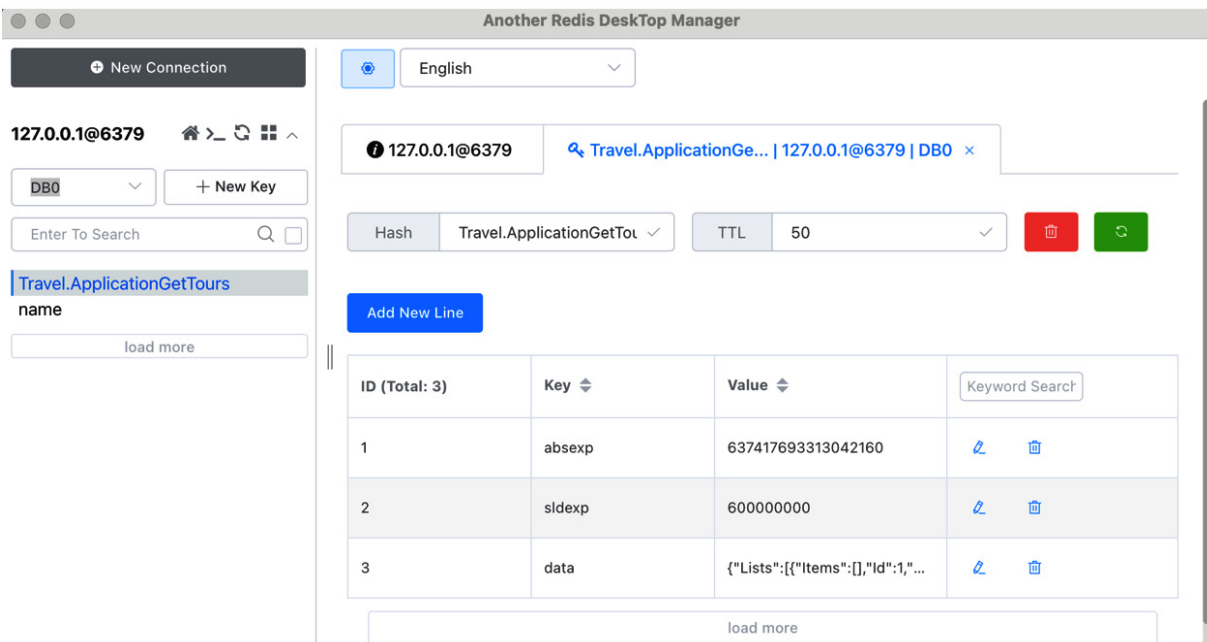 Another Redis DeskTop Manager
New Connection
English
127.0.0.1@6379
127.0.0.1@6379
Travel.ApplicationGe... | 127.0.0.1@6379 | DB0 ×
DB0
+ New Key
Enter To Search
Hash
Travel.ApplicationGetTou
TTL
50
Travel.ApplicationGetTours
name
load more
Add New Line
ID (Total: 3) Key Value Keyword Search
1 absexp 637417693313042160
2 sldexp 600000000
3 data {"Lists":[{"Items":[],"Id":1,"...
load more